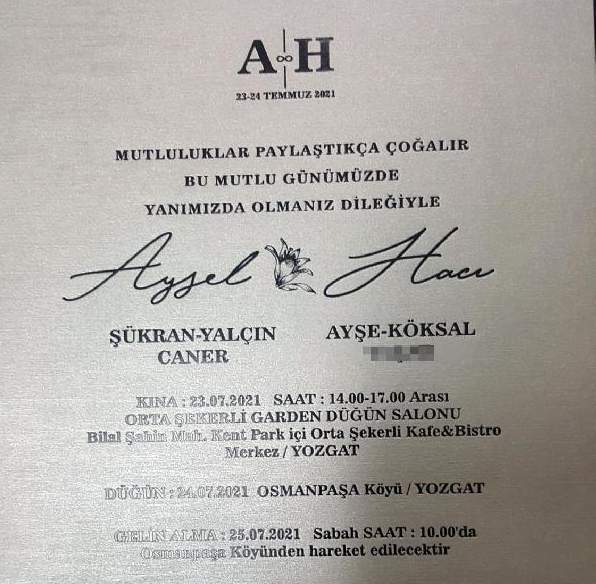 A∞H
23-24 TEMMUZ 2021
MUTLULUKLAR PAYLAŞTIKÇA ÇOĞALIR
BU MUTLU GÜNÜMÜZDE
YANIMIZDA OLMANIZ DİLEĞİYLE
Aysel Hacı
ŞÜKRAN-YALÇIN AYŞE-KÖKSAL
CANER
KINA : 23.07.2021 SAAT : 14.00-17.00 Arası
ORTA ŞEKERLİ GARDEN DÜĞÜN SALONU
Bilal Şahin Mah. Kent Park içi Orta Şekerli Kafe&Bistro
Merkez / YOZGAT
DÜĞÜN : 24.07.2021 OSMANPAŞA Köyü / YOZGAT
GELİN ALMA : 25.07.2021 Sabah SAAT : 10.00'da
Osmanpaşa Köyünden hareket edilecektir